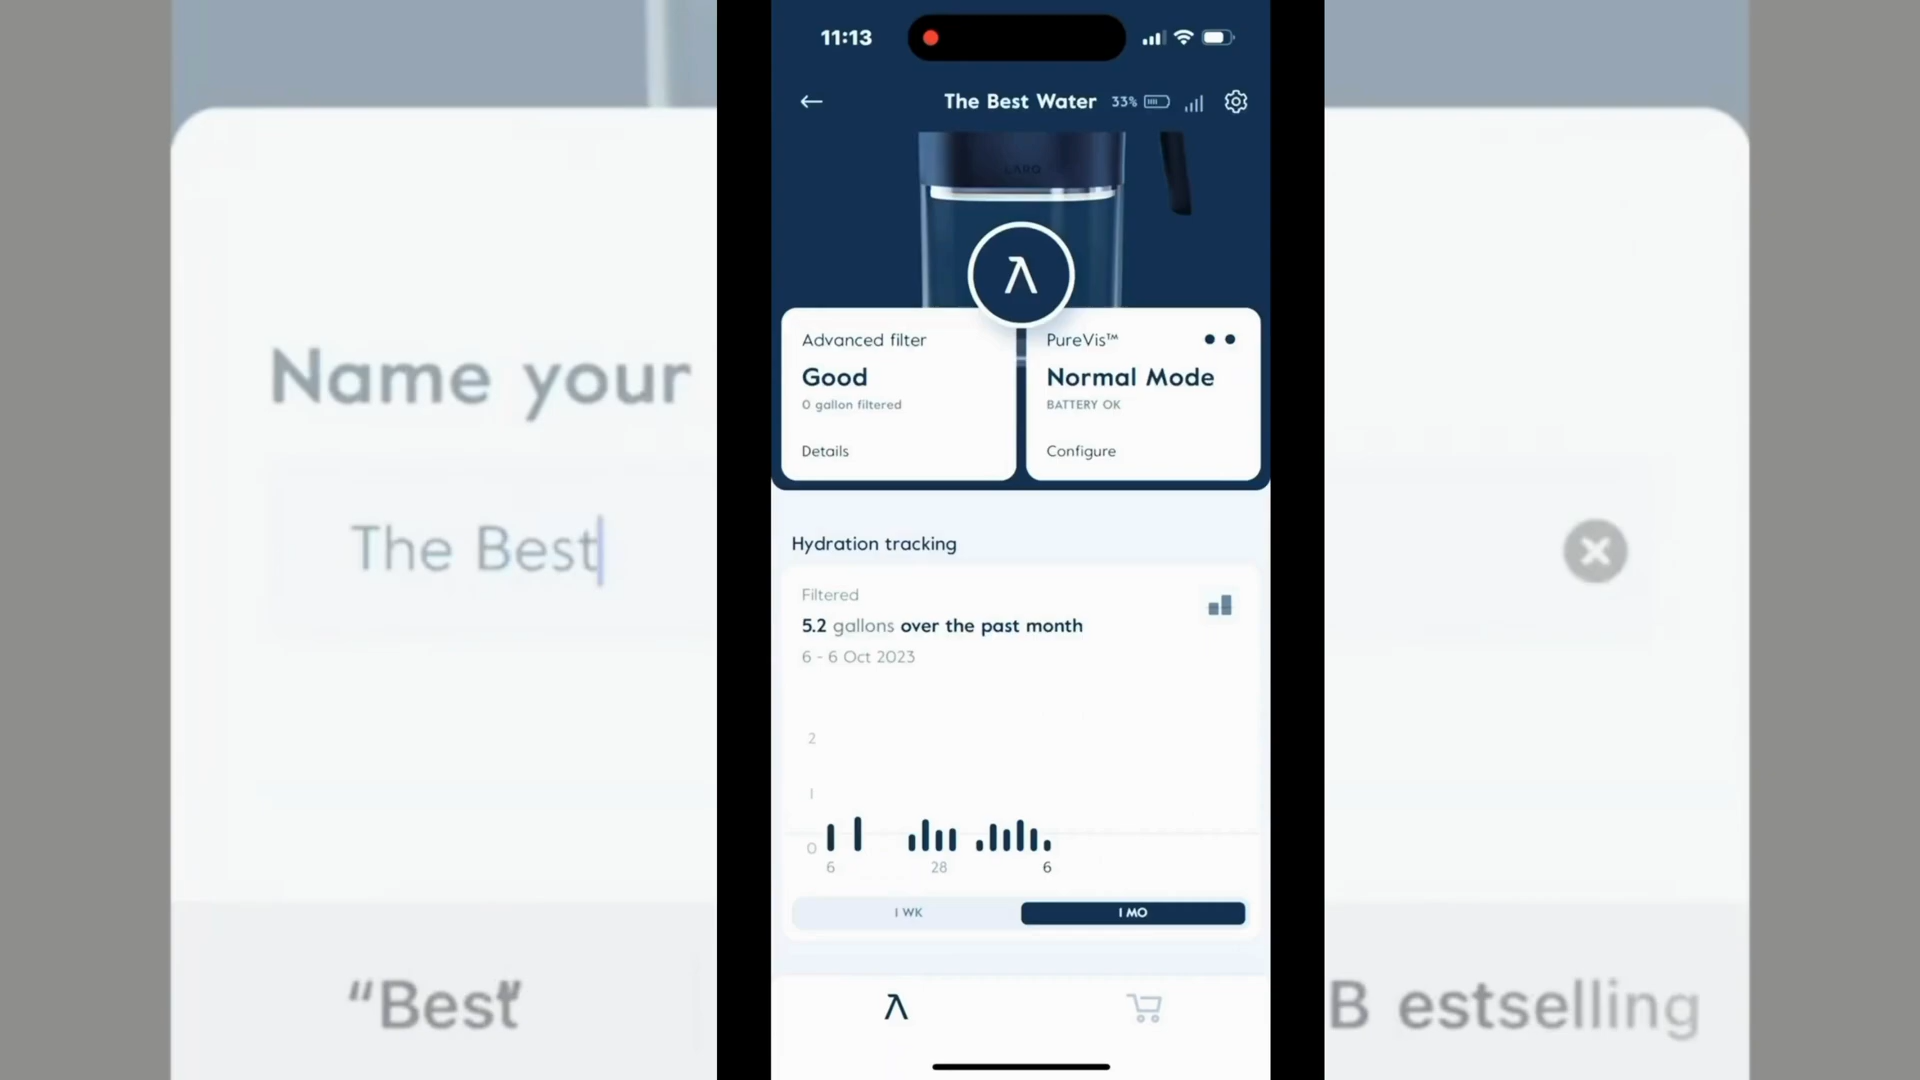 11:13
The Best Water 33%
LARQ
Advanced filter
Good
0 gallon filtered
Details
PureVis™
Normal Mode
BATTERY OK
Configure
Hydration tracking
Filtered
5.2 gallons over the past month
6 - 6 Oct 2023
2
1
0
6 28 6
1 WK
1 MO
Name your
The Best
“Best”
B estselling